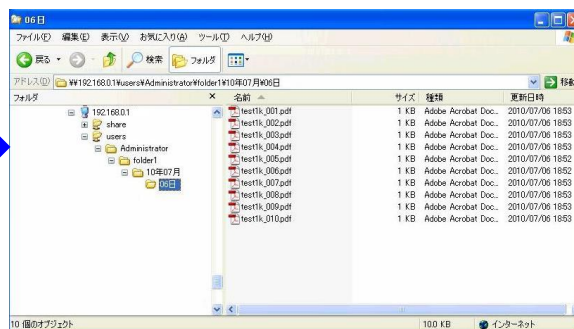 06日
ファイル(F) 編集(E) 表示(V) お気に入り(A) ツール(T) ヘルプ(H)
戻る 検索 フォルダ
アドレス(D) ¥¥192.168.0.1¥users¥Administrator¥folder1¥10年07月¥06日 移動
フォルダ × 名前 サイズ 種類 更新日時
192.168.0.1
share
users
Administrator
folder1
10年07月
06日
test1k_001.pdf 1 KB Adobe Acrobat Doc... 2010/07/06 18:53
test1k_002.pdf 1 KB Adobe Acrobat Doc... 2010/07/06 18:53
test1k_003.pdf 1 KB Adobe Acrobat Doc... 2010/07/06 18:53
test1k_004.pdf 1 KB Adobe Acrobat Doc... 2010/07/06 18:53
test1k_005.pdf 1 KB Adobe Acrobat Doc... 2010/07/06 18:52
test1k_006.pdf 1 KB Adobe Acrobat Doc... 2010/07/06 18:52
test1k_007.pdf 1 KB Adobe Acrobat Doc... 2010/07/06 18:53
test1k_008.pdf 1 KB Adobe Acrobat Doc... 2010/07/06 18:53
test1k_009.pdf 1 KB Adobe Acrobat Doc... 2010/07/06 18:53
test1k_010.pdf 1 KB Adobe Acrobat Doc... 2010/07/06 18:53
10 個のオブジェクト 10.0 KB インターネット